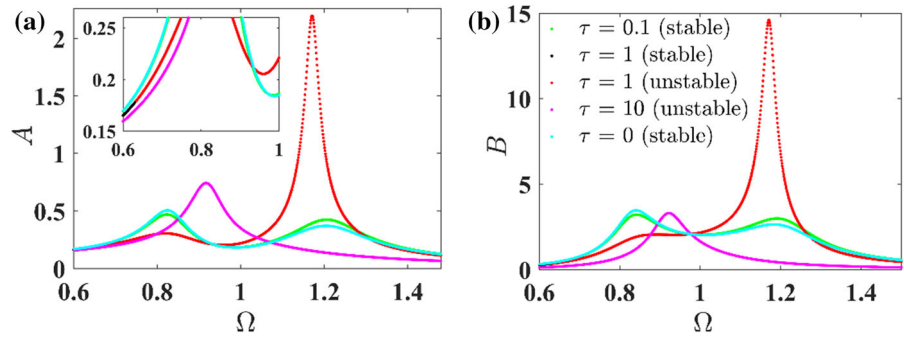 (a)
2
1.5
1
0.5
0
A
0.25
0.2
0.15
0.6 0.8 1
0.6 0.8 1 1.2 1.4
Ω
(b)
15
10
5
0
B
τ = 0.1 (stable)
τ = 1 (stable)
τ = 1 (unstable)
τ = 10 (unstable)
τ = 0 (stable)
0.6 0.8 1 1.2 1.4
Ω